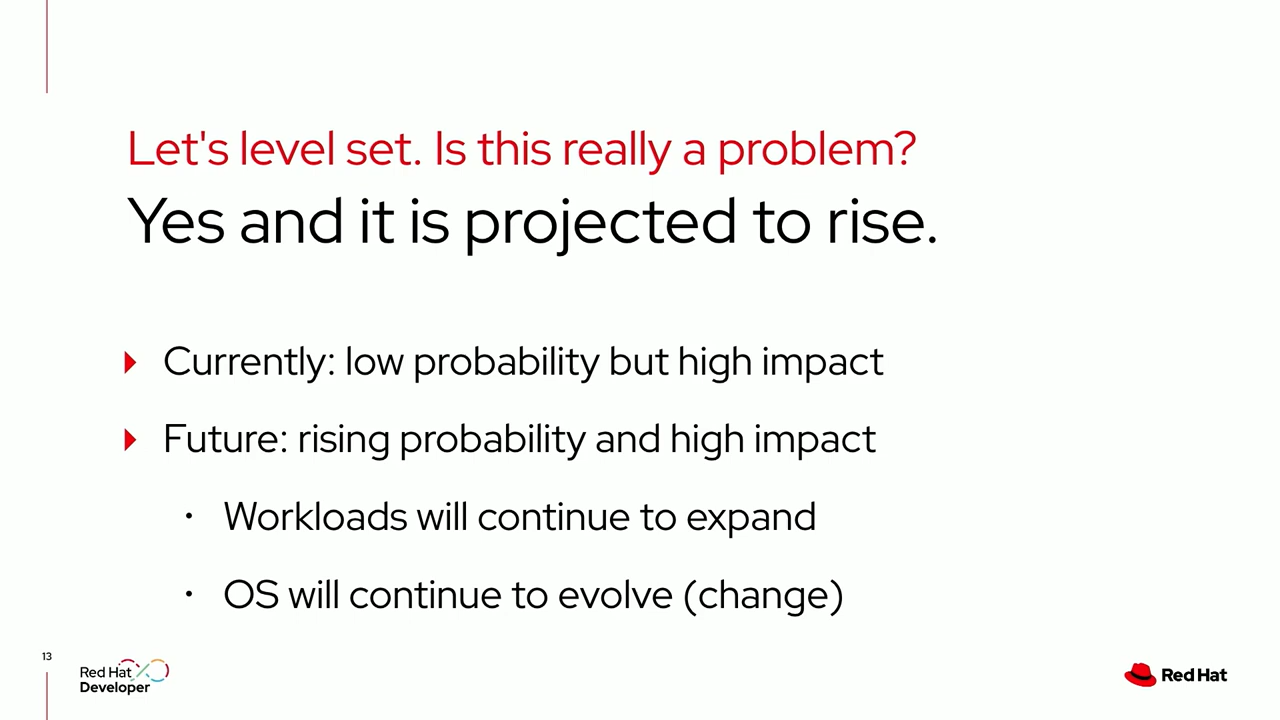 Let's level set. Is this really a problem?
Yes and it is projected to rise.
Currently: low probability but high impact
Future: rising probability and high impact
• Workloads will continue to expand
• OS will continue to evolve (change)
13
Red Hat
Developer
Red Hat